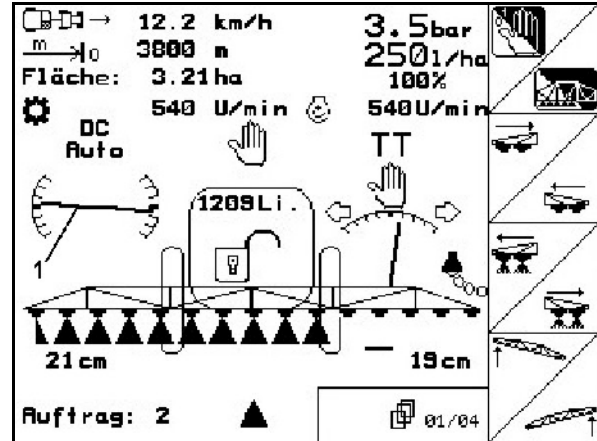 12.2 km/h 3.5bar
m 0 3800 m 250l/ha
Fläche: 3.21ha 100%
540 U/min 540U/min
DC
Auto
TT
1209Li.
1
21cm 19cm
Auftrag: 2 01/04